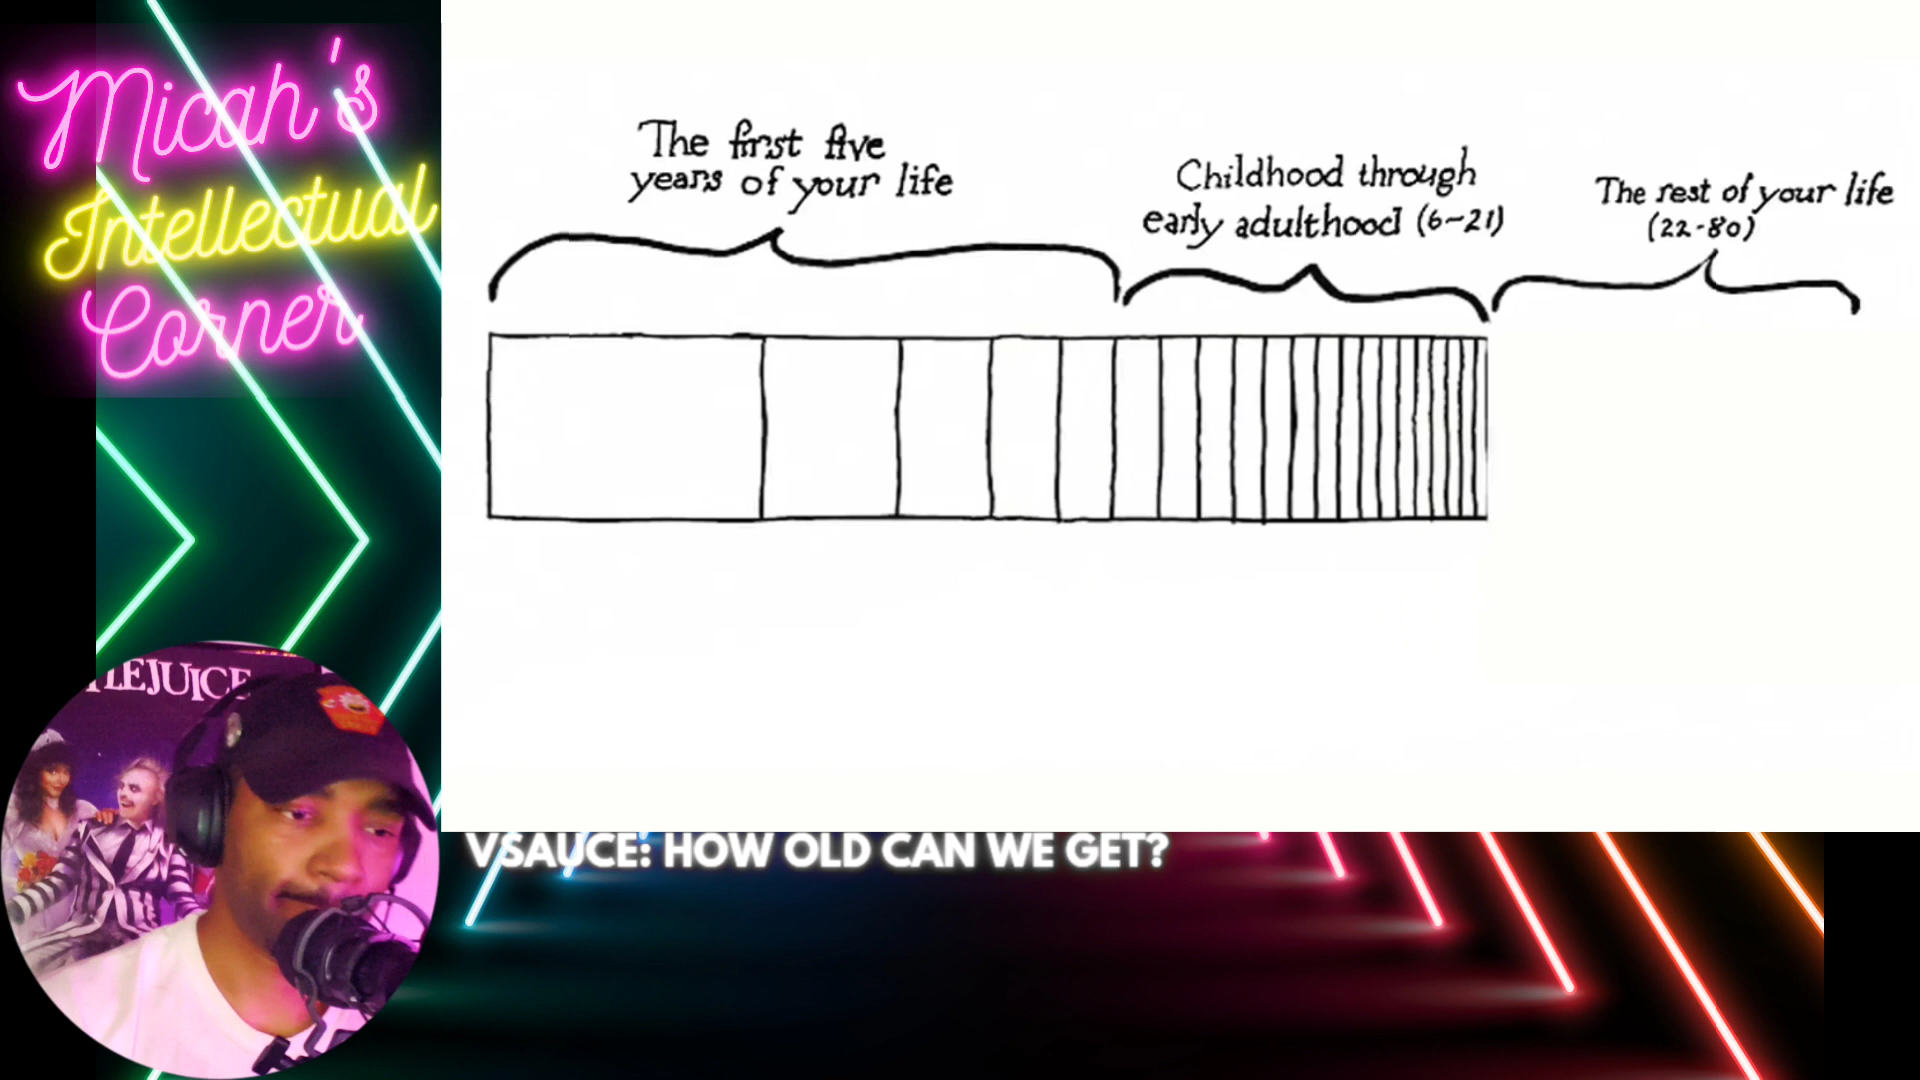 Micah's
Intellectual
Corner
The first five
years of your life
Childhood through
early adulthood (6-21)
The rest of your life
(22-80)
VSAUCE: HOW OLD CAN WE GET?
TLEJUICE